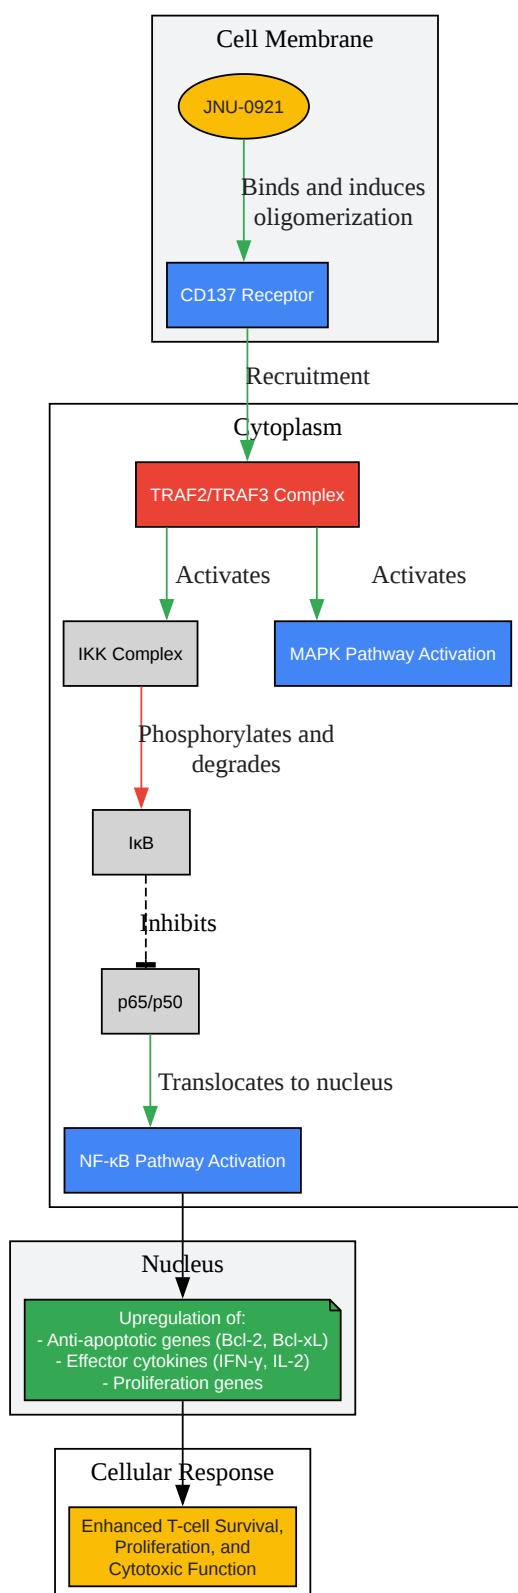 Cell Membrane
JNU-0921
Binds and induces
oligomerization
CD137 Receptor
Recruitment
Cytoplasm
TRAF2/TRAF3 Complex
Activates
Activates
IKK Complex
MAPK Pathway Activation
Phosphorylates and
degrades
IκB
Inhibits
p65/p50
Translocates to nucleus
NF-κB Pathway Activation
Nucleus
Upregulation of:
- Anti-apoptotic genes (Bcl-2, Bcl-xL)
- Effector cytokines (IFN-γ, IL-2)
- Proliferation genes
Cellular Response
Enhanced T-cell Survival,
Proliferation, and
Cytotoxic Function